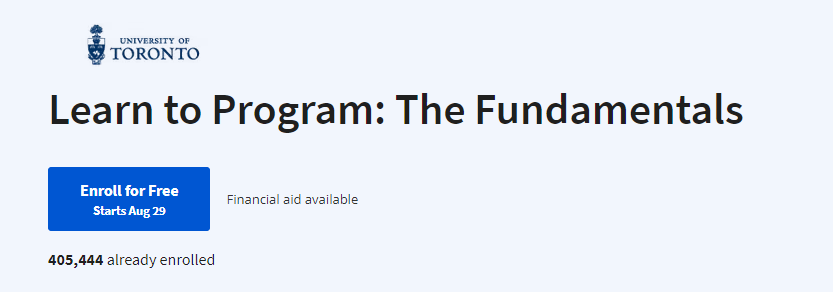 UNIVERSITY OF
TORONTO
Learn to Program: The Fundamentals
Enroll for Free
Starts Aug 29
Financial aid available
405,444 already enrolled